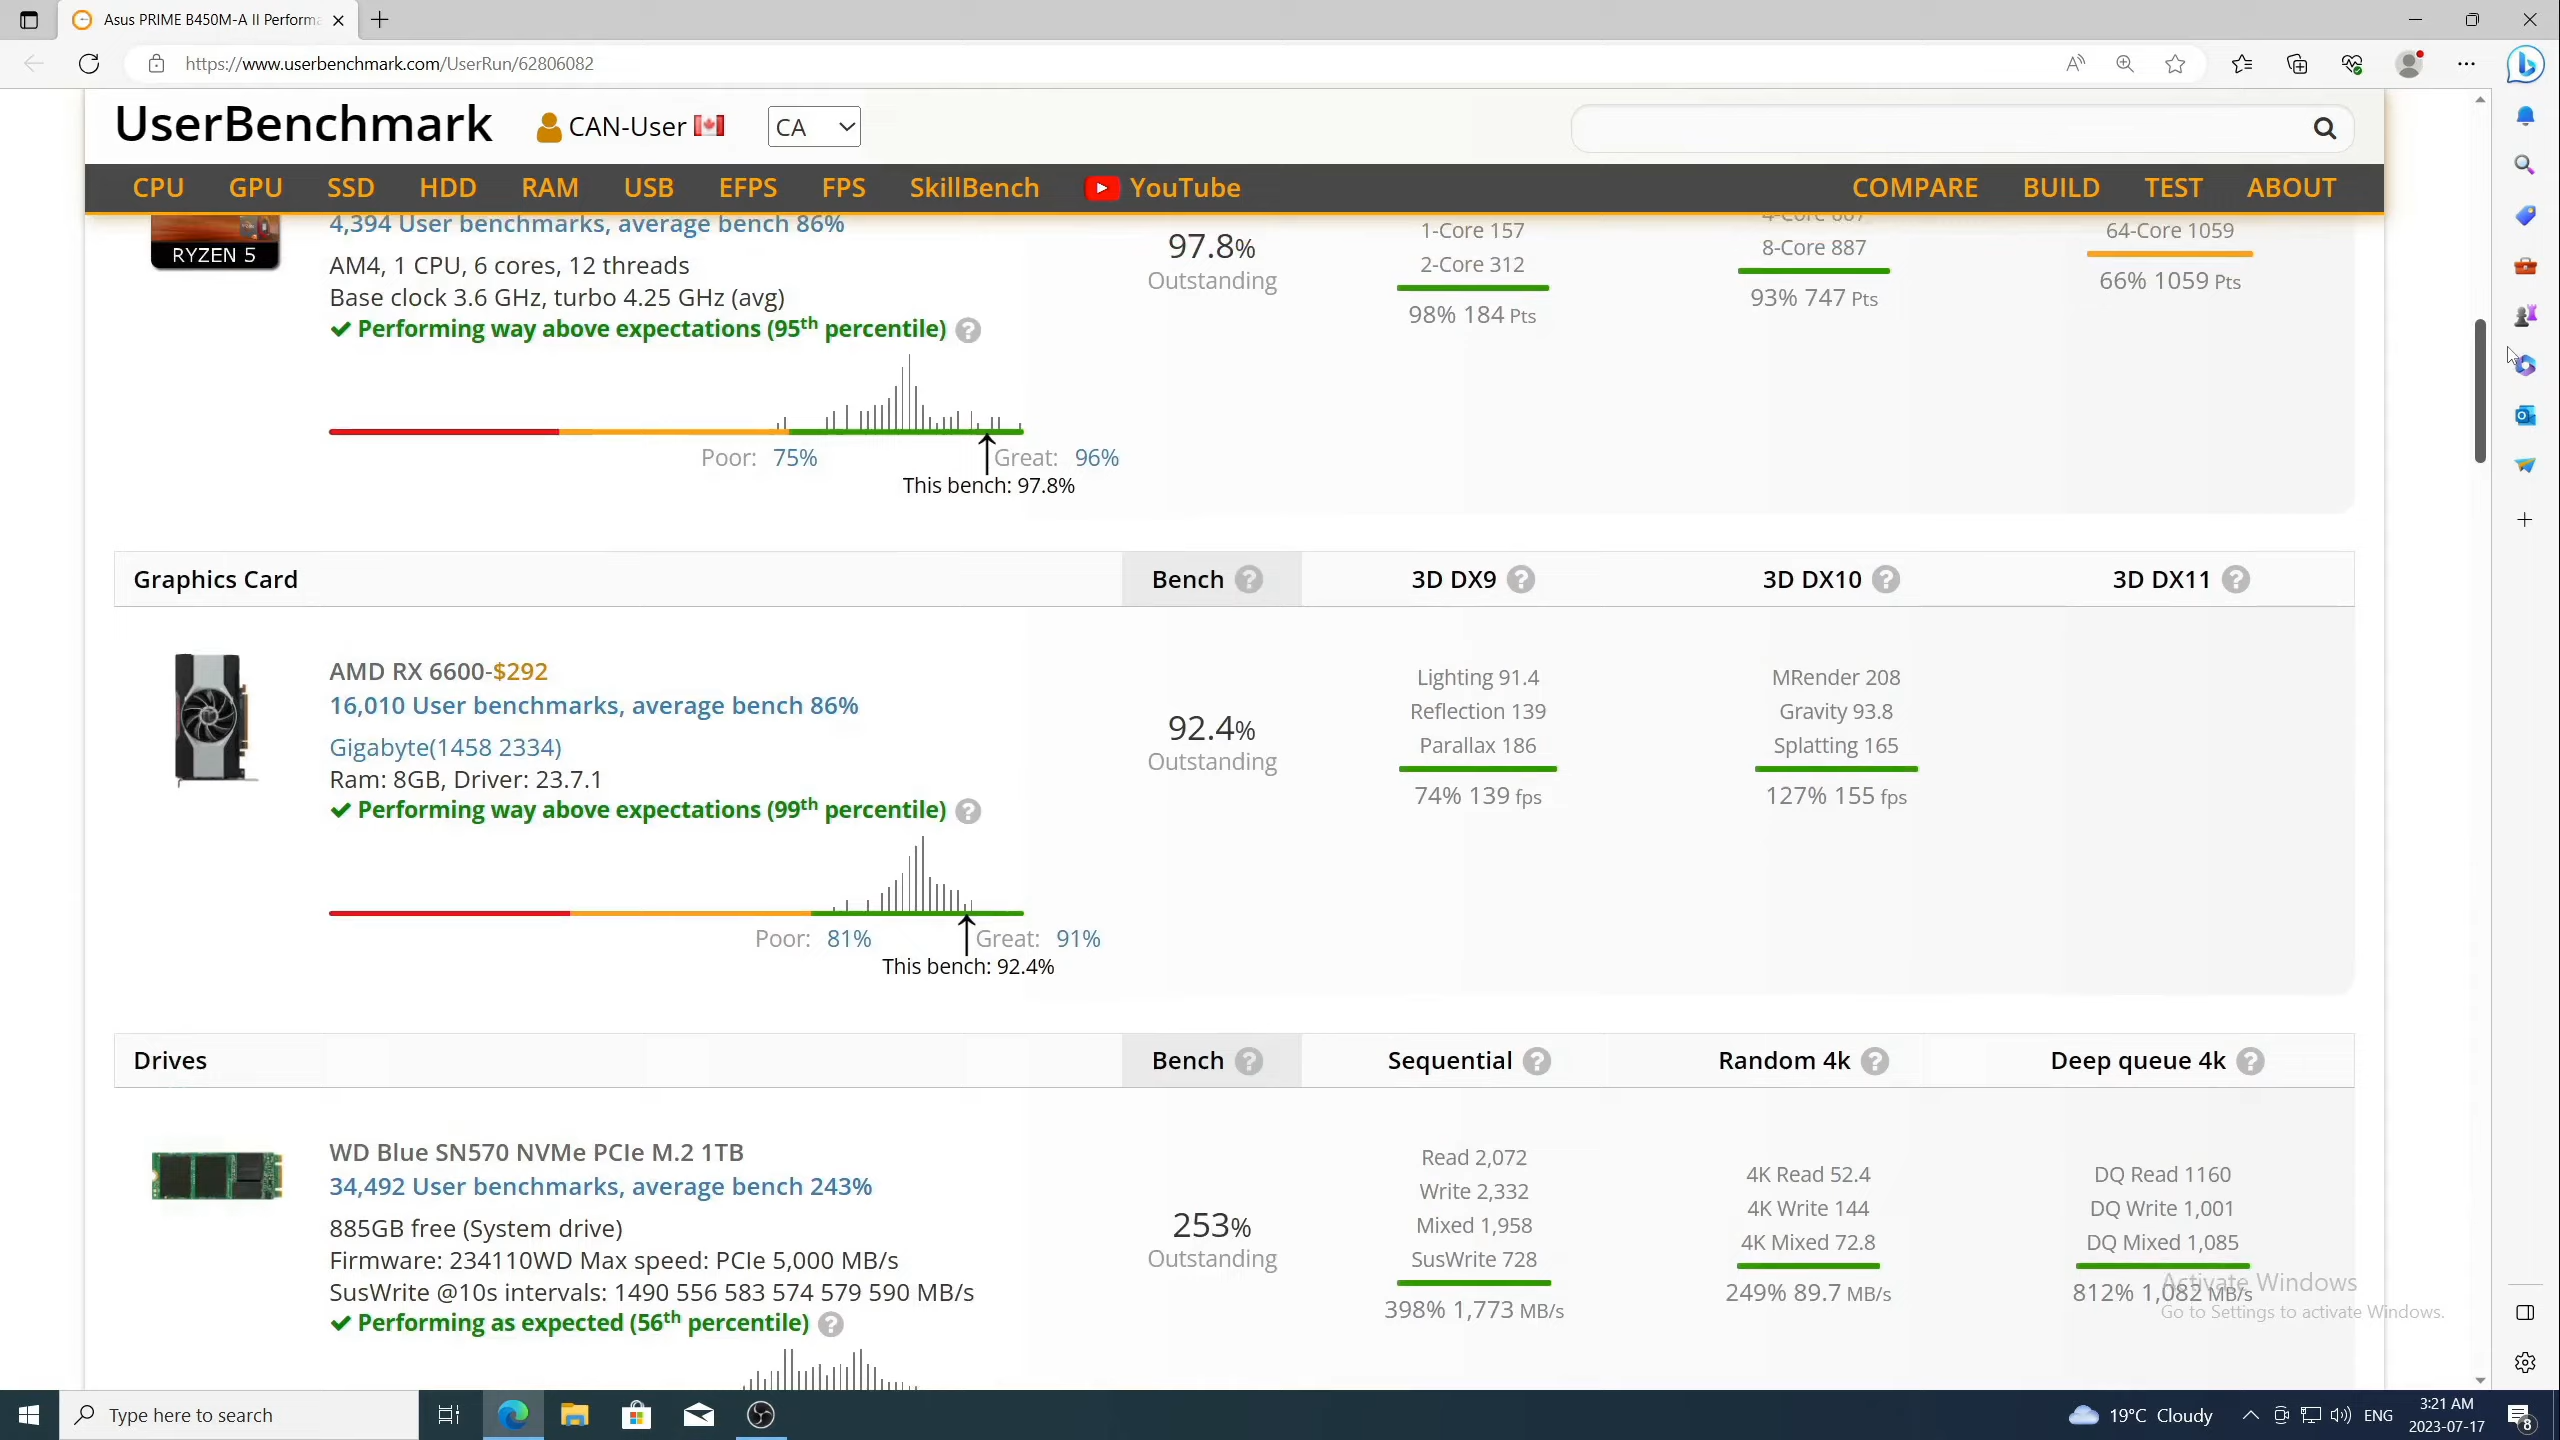 Asus PRIME B450M-A II Performa
https://www.userbenchmark.com/UserRun/62806082
UserBenchmark CAN-User CA
CPU GPU SSD HDD RAM USB EFPS FPS SkillBench YouTube COMPARE BUILD TEST ABOUT
RYZEN 5
4,394 User benchmarks, average bench 86%
AM4, 1 CPU, 6 cores, 12 threads
Base clock 3.6 GHz, turbo 4.25 GHz (avg)
Performing way above expectations (95th percentile) ?
Poor: 75% Great: 96%
This bench: 97.8%
97.8%
Outstanding
1-Core 157
2-Core 312
98% 184 Pts
8-Core 887
93% 747 Pts
64-Core 1059
66% 1059 Pts
Graphics Card Bench ? 3D DX9 ? 3D DX10 ? 3D DX11 ?
AMD RX 6600-$292
16,010 User benchmarks, average bench 86%
Gigabyte(1458 2334)
Ram: 8GB, Driver: 23.7.1
Performing way above expectations (99th percentile) ?
Poor: 81% Great: 91%
This bench: 92.4%
92.4%
Outstanding
Lighting 91.4
Reflection 139
Parallax 186
74% 139 fps
MRender 208
Gravity 93.8
Splatting 165
127% 155 fps
Drives Bench ? Sequential ? Random 4k ? Deep queue 4k ?
WD Blue SN570 NVMe PCIe M.2 1TB
34,492 User benchmarks, average bench 243%
885GB free (System drive)
Firmware: 234110WD Max speed: PCIe 5,000 MB/s
SusWrite @10s intervals: 1490 556 583 574 579 590 MB/s
Performing as expected (56th percentile) ?
253%
Outstanding
Read 2,072
Write 2,332
Mixed 1,958
SusWrite 728
398% 1,773 MB/s
4K Read 52.4
4K Write 144
4K Mixed 72.8
249% 89.7 MB/s
DQ Read 1160
DQ Write 1,001
DQ Mixed 1,085
812% 1,082 MB/s
Activate Windows
Go to Settings to activate Windows.
Type here to search
19°C Cloudy
ENG
3:21 AM
2023-07-17
8